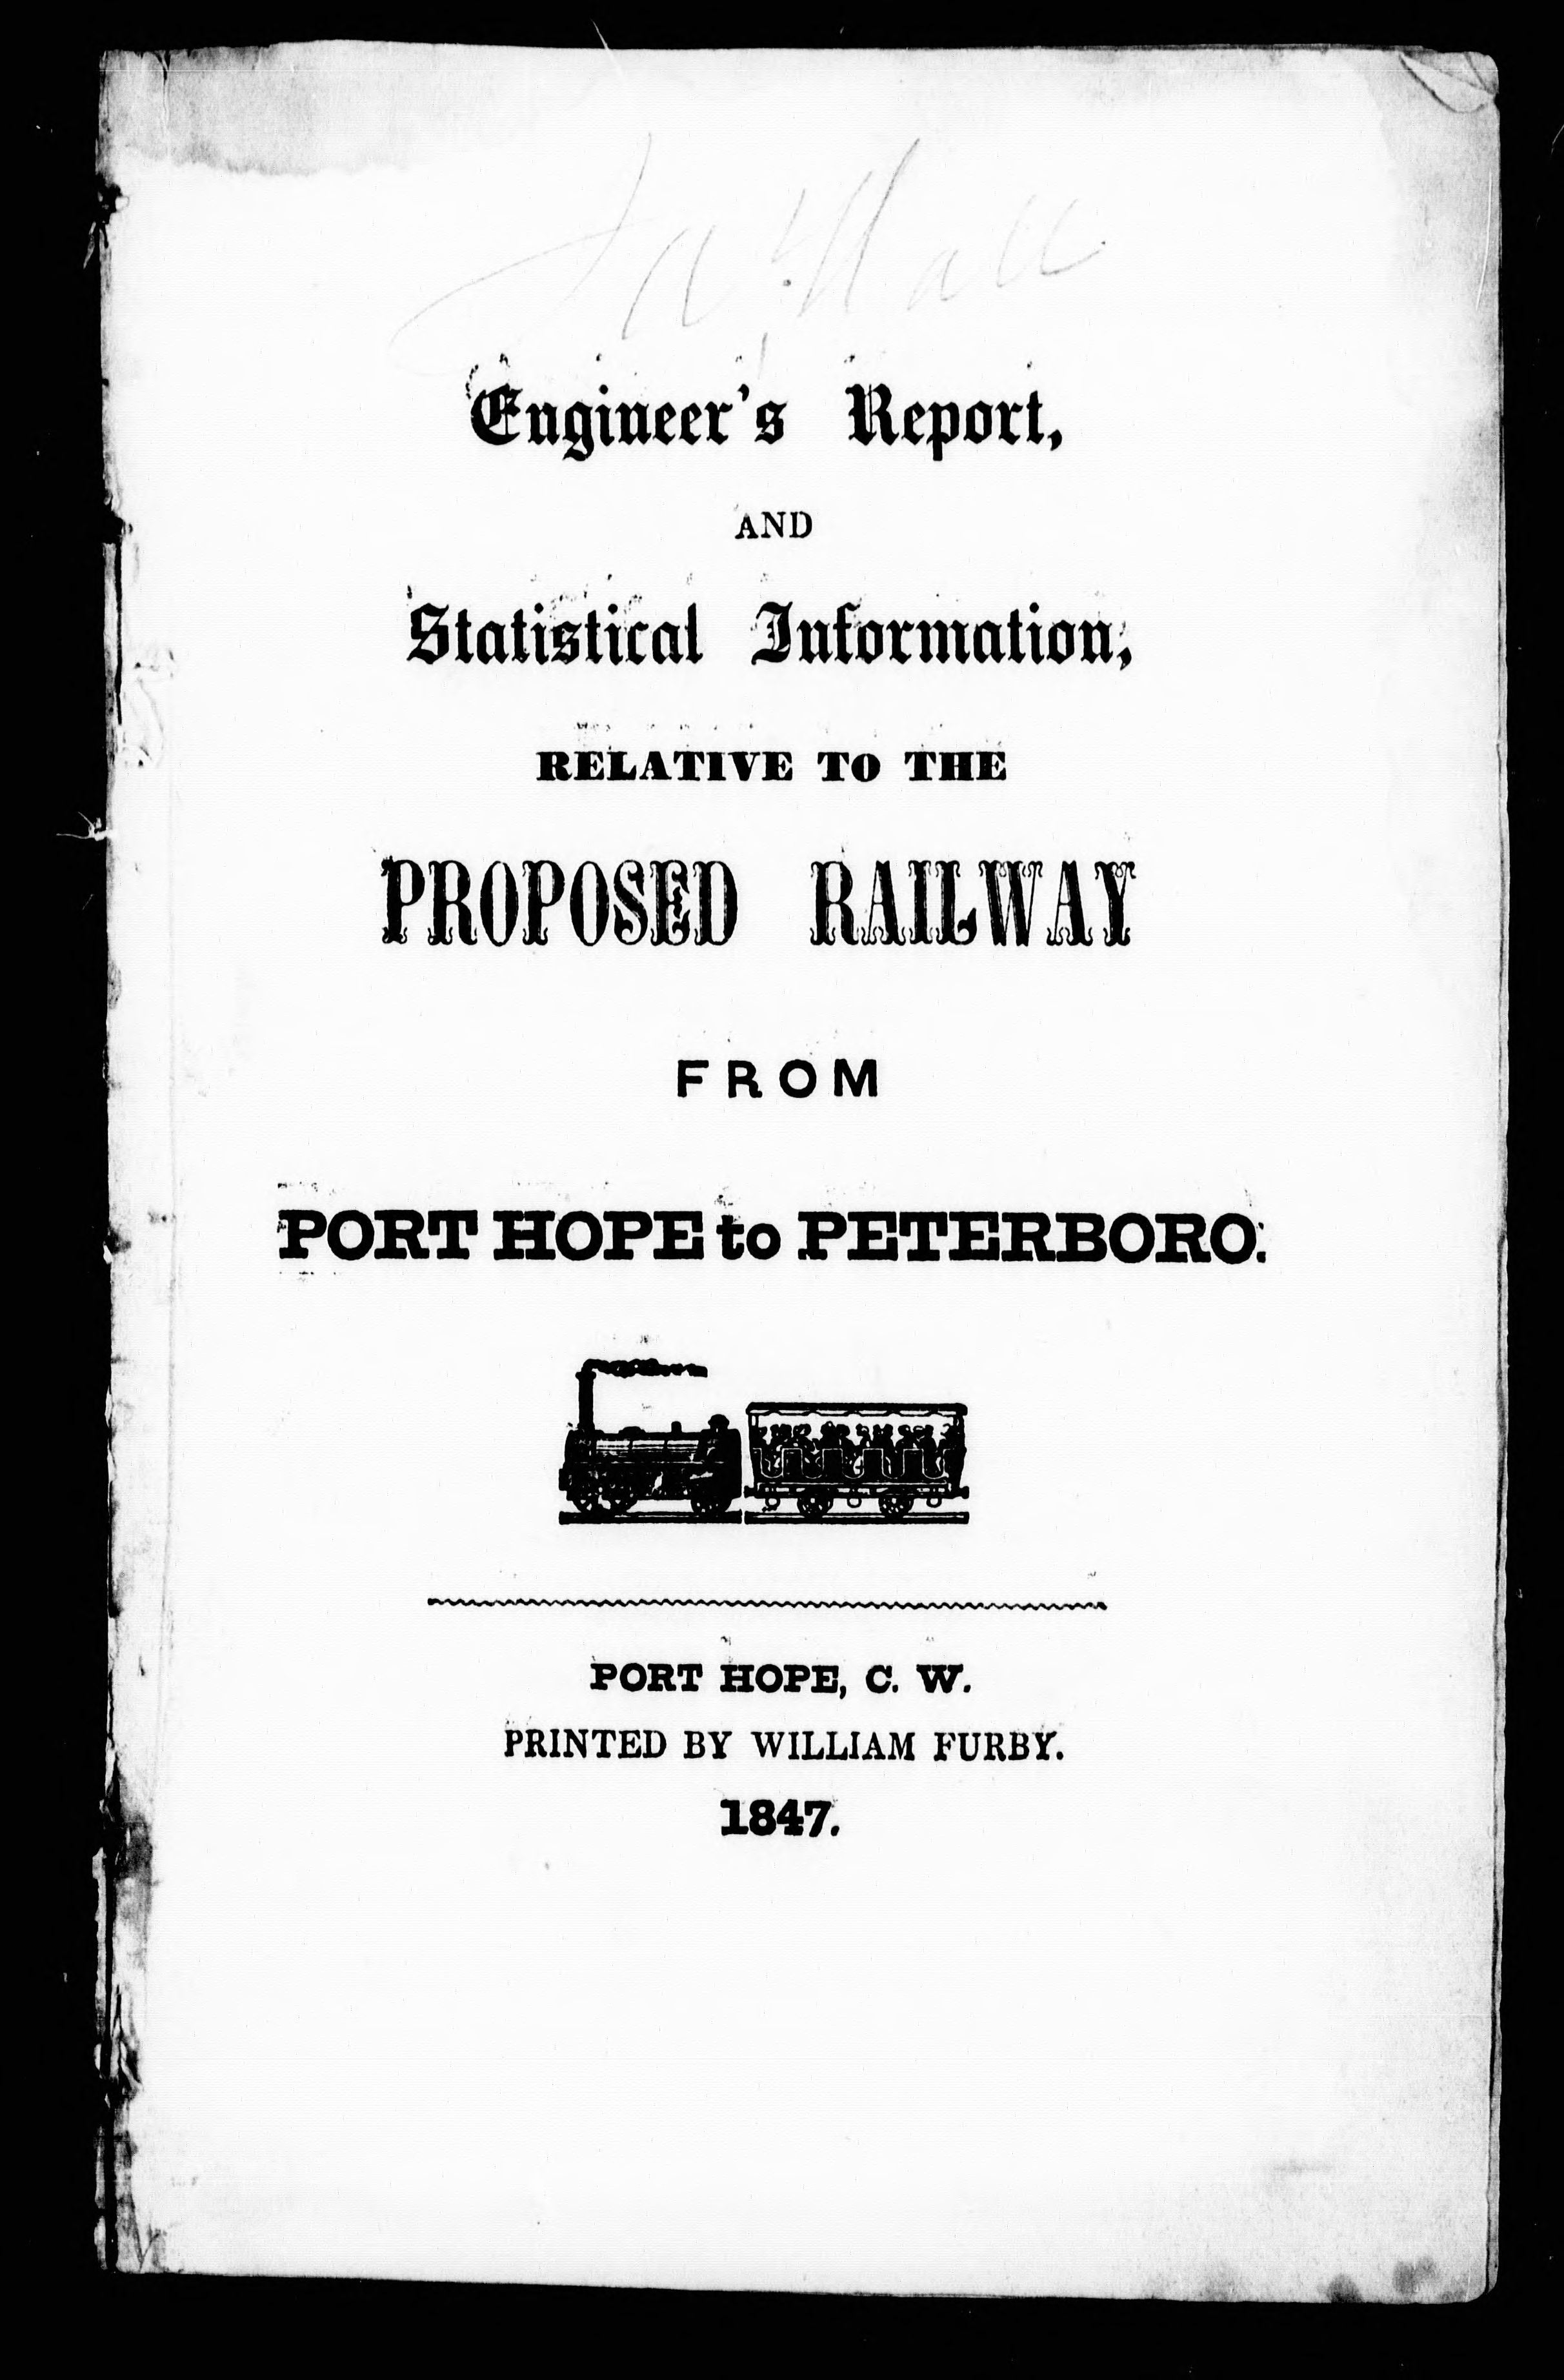 Engineer's Report,
AND
Statistical Information,
RELATIVE TO THE
PROPOSED RAILWAY
FROM
PORT HOPE to PETERBORO.
PORT HOPE, C. W.
PRINTED BY WILLIAM FURBY.
1847.